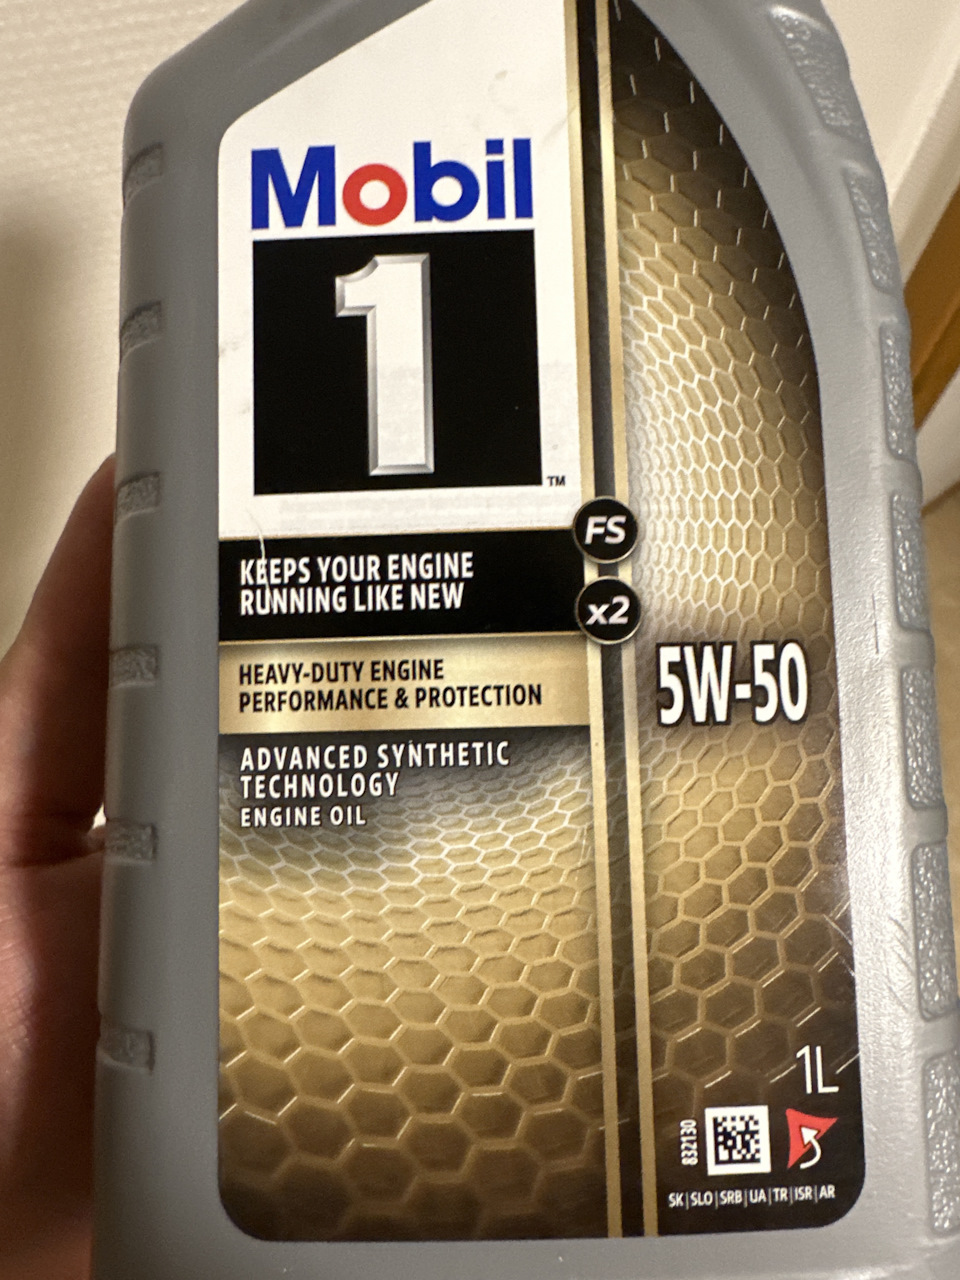 Mobil
1
TM
FS
KEEPS YOUR ENGINE
RUNNING LIKE NEW
x2
HEAVY-DUTY ENGINE
PERFORMANCE & PROTECTION
5W-50
ADVANCED SYNTHETIC
TECHNOLOGY
ENGINE OIL
1L
832130
SK|SLO|SRB|UA|TR|ISR|AR